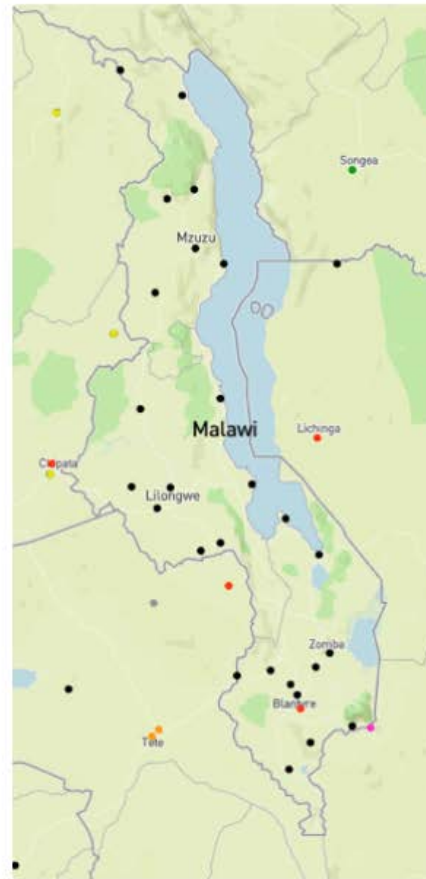 Songea
Mzuzu
Malawi
Lichinga
Chipata
Lilongwe
Zomba
Blantyre
Tete